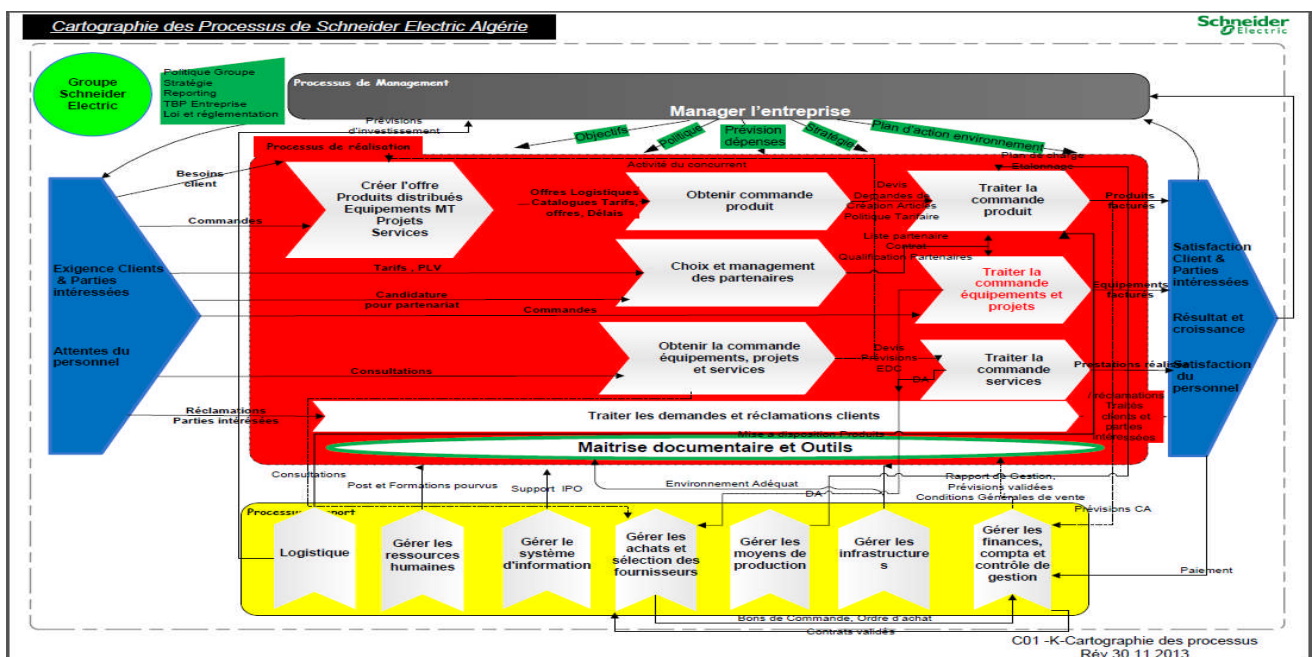 Cartographie des Processus de Schneider Electric Algérie
Schneider
Electric
Groupe
Schneider
Electric
Politique Groupe
Stratégie
Reporting
TBP Entreprise
Loi et réglementation
Processus de Management
Manager l'entreprise
Prévisions
d'investissement
Objectifs
Politique
Prévision
dépenses
Stratégie
Plan d'action environnement
Processus de réalisation
Activité du concurrent
Plan de charge
Etalonnage
Besoins
client
Commandes
Créer l'offre
Produits distribués
Equipements MT
Projets
Services
Offres Logistiques
Catalogues Tarifs,
offres, Délais
Obtenir commande
produit
Devis
Demandes de
Création Articles
Politique Tarifaire
Traiter la
commande
produit
Produits
facturés
Liste partenaire
Contrat
Qualification Partenaires
Exigence Clients
& Parties
intéressées
Attentes du
personnel
Tarifs , PLV
Candidature
pour partenariat
Commandes
Choix et management
des partenaires
Traiter la
commande
équipements et
projets
Equipements
facturés
Satisfaction
Client &
Parties
intéressées
Résultat et
croissance
Satisfaction
du
personnel
Consultations
Obtenir la commande
équipements, projets
et services
Devis
Prévisions
EDC
DA
Traiter la
commande
services
Prestations réalisé
Réclamations
Parties intéressées
Traiter les demandes et réclamations clients
/ réclamations
Traités
clients et
parties
intéressées
Mise a disposition Produits
Maitrise documentaire et Outils
Consultations
Post et Formations pourvus
Support IPO
Environnement Adéquat
DA
Rapport de Gestion,
Prévisions validées
Conditions Générales de vente
Prévisions CA
Logistique
Gérer les
ressources
humaines
Gérer le
système
d'information
Gérer les
achats et
sélection des
fournisseurs
Gérer les
moyens de
production
Gérer les
infrastructure
s
Gérer les
finances,
compta et
contrôle de
gestion
Paiement
Bons de Commande, Ordre d'achat
Contrats validés
C01 -K-Cartographie des processus
Rév 30 11 2013